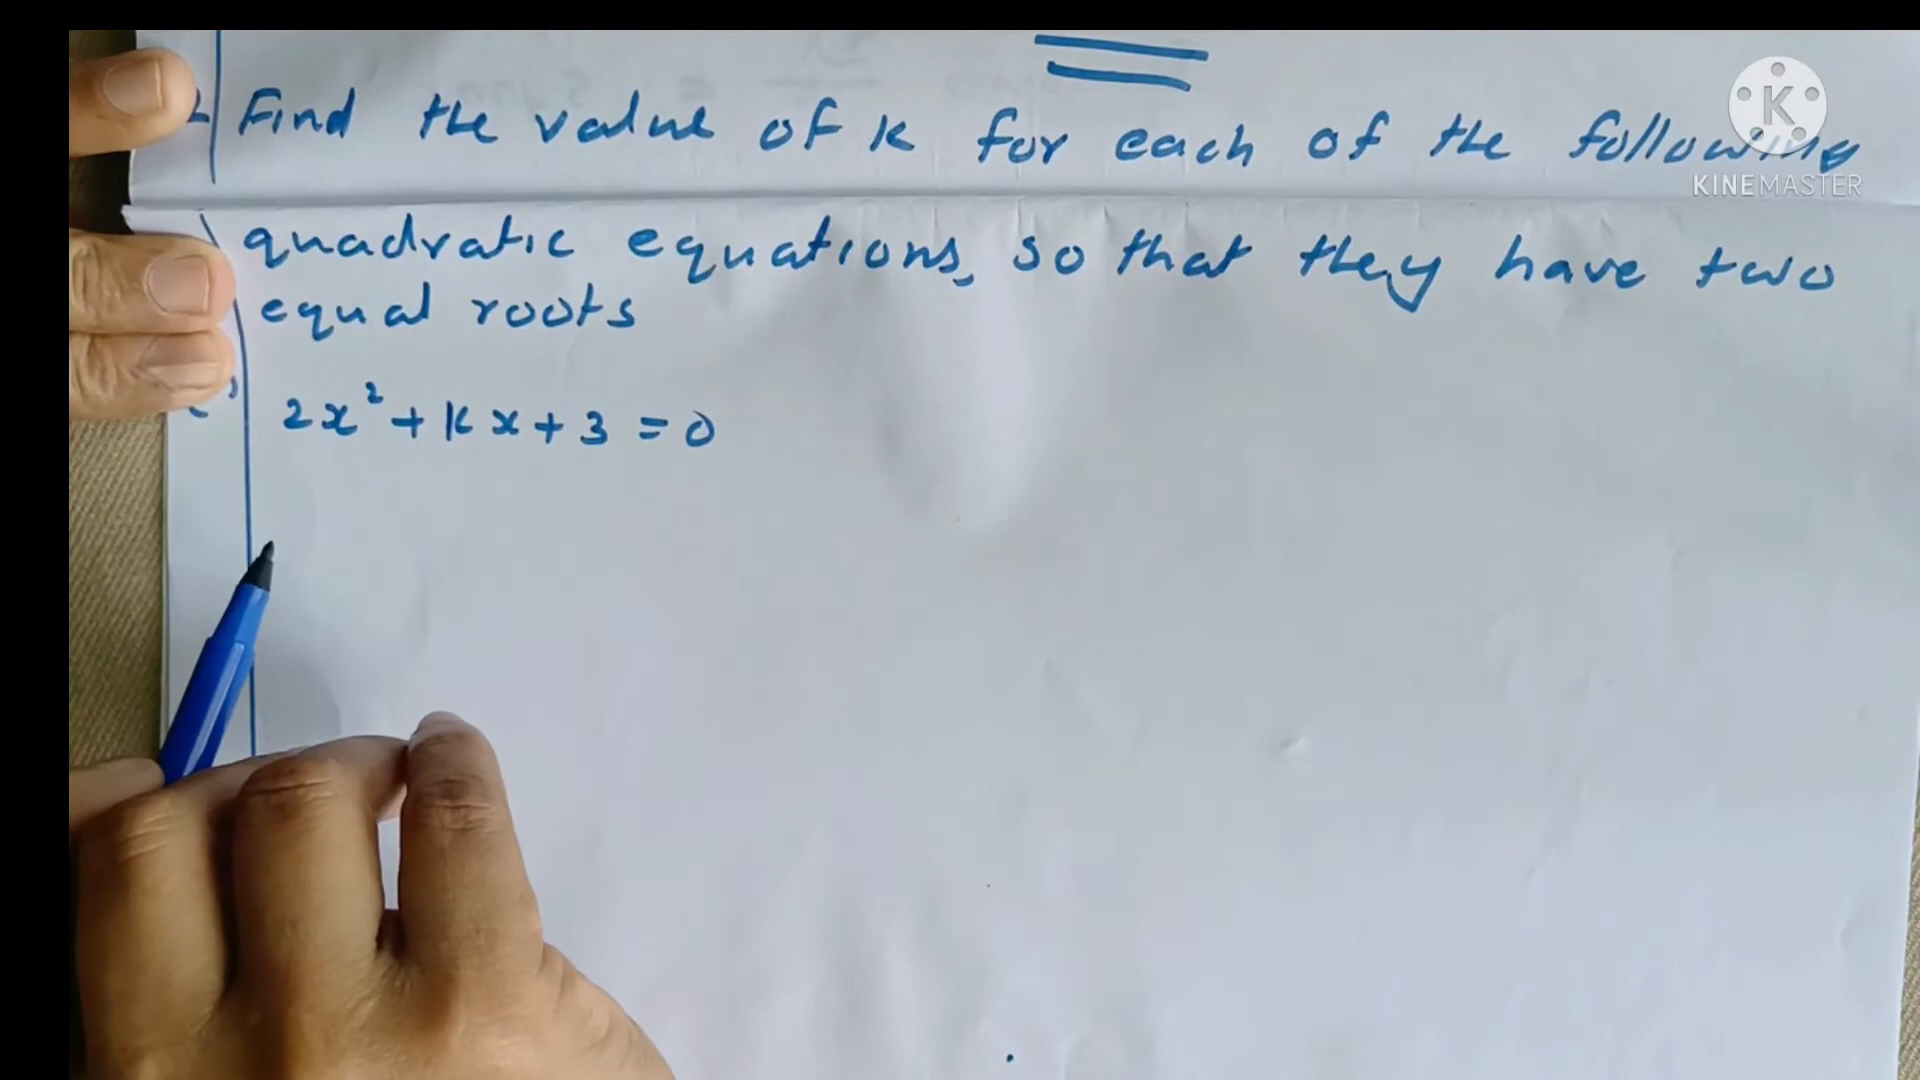 Find the value of k for each of the following
quadratic equations, so that they have two
equal roots
2x² + kx + 3 = 0
K
KINEMASTER